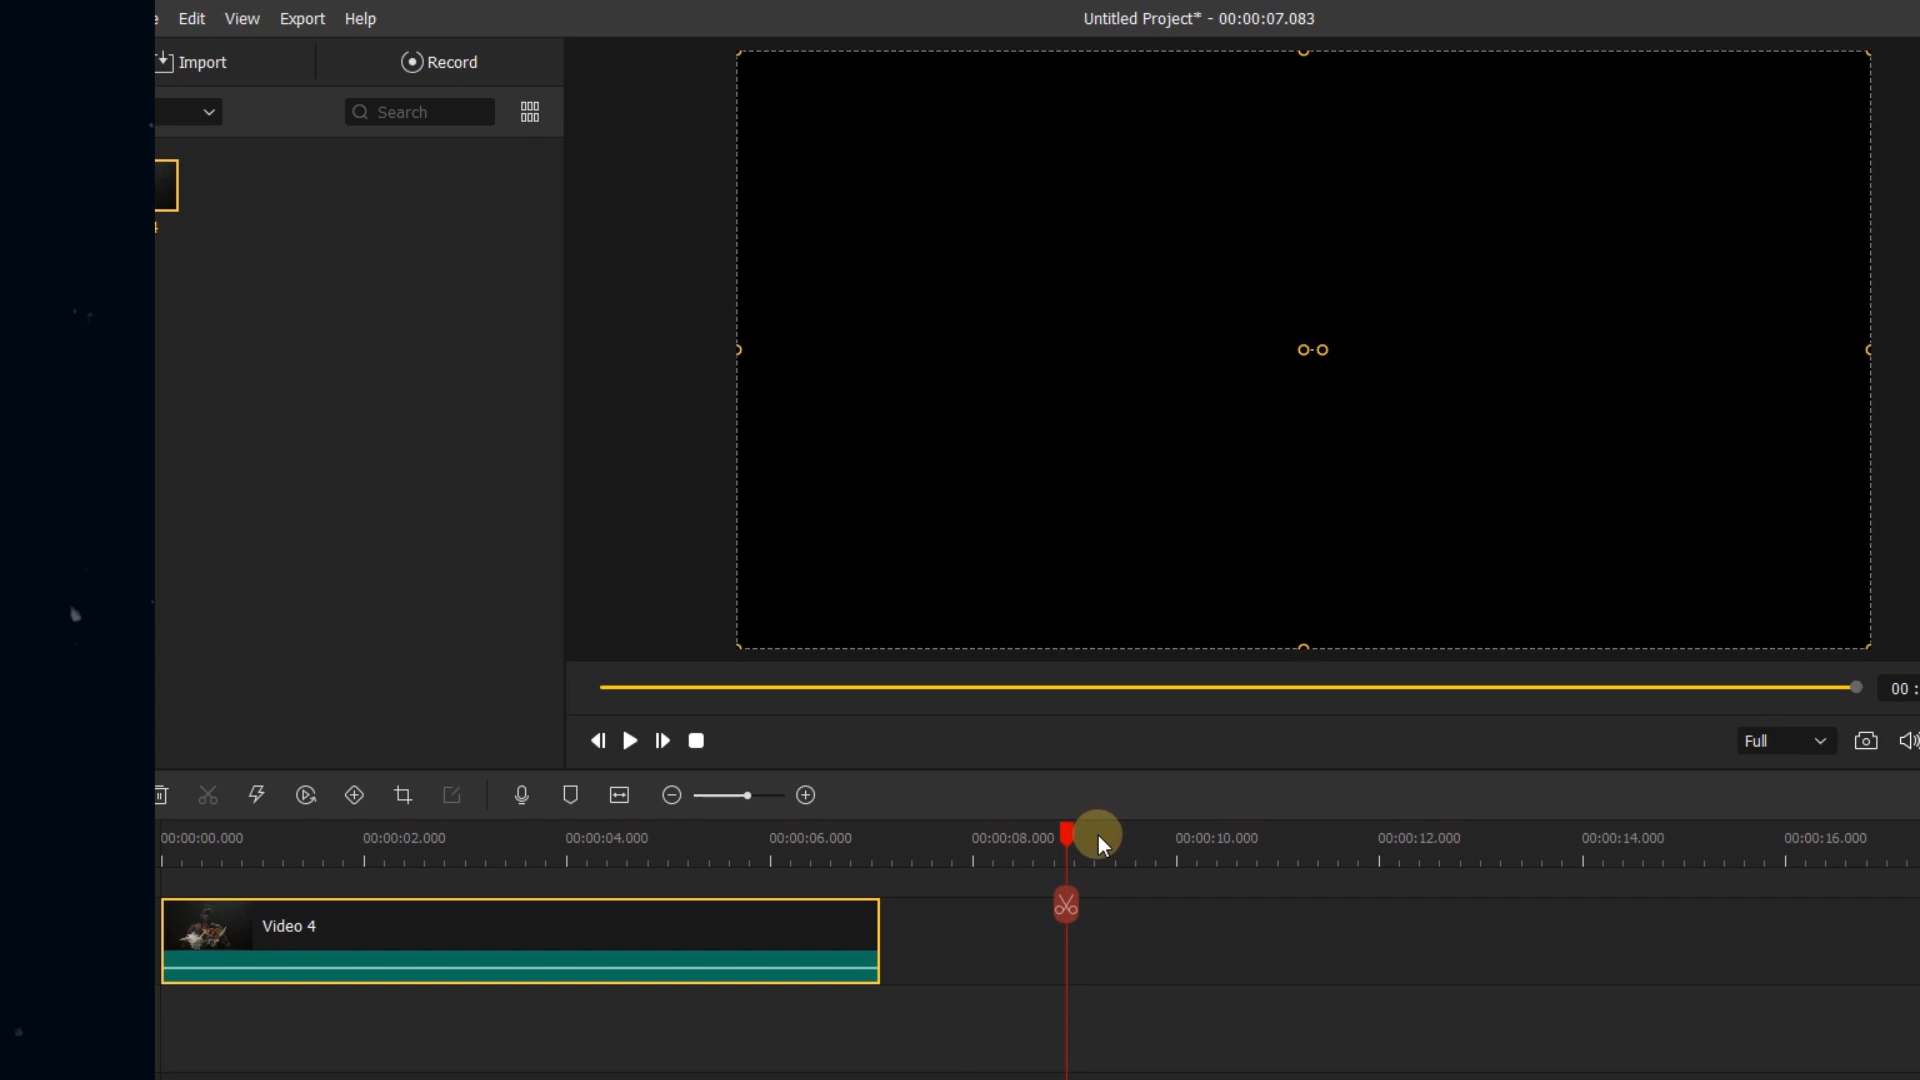 Edit View Export Help
Untitled Project* - 00:00:07.083
Import
Record
Search
4
00 :
Full
00:00:00.000 00:00:02.000 00:00:04.000 00:00:06.000 00:00:08.000 00:00:10.000 00:00:12.000 00:00:14.000 00:00:16.000
Video 4